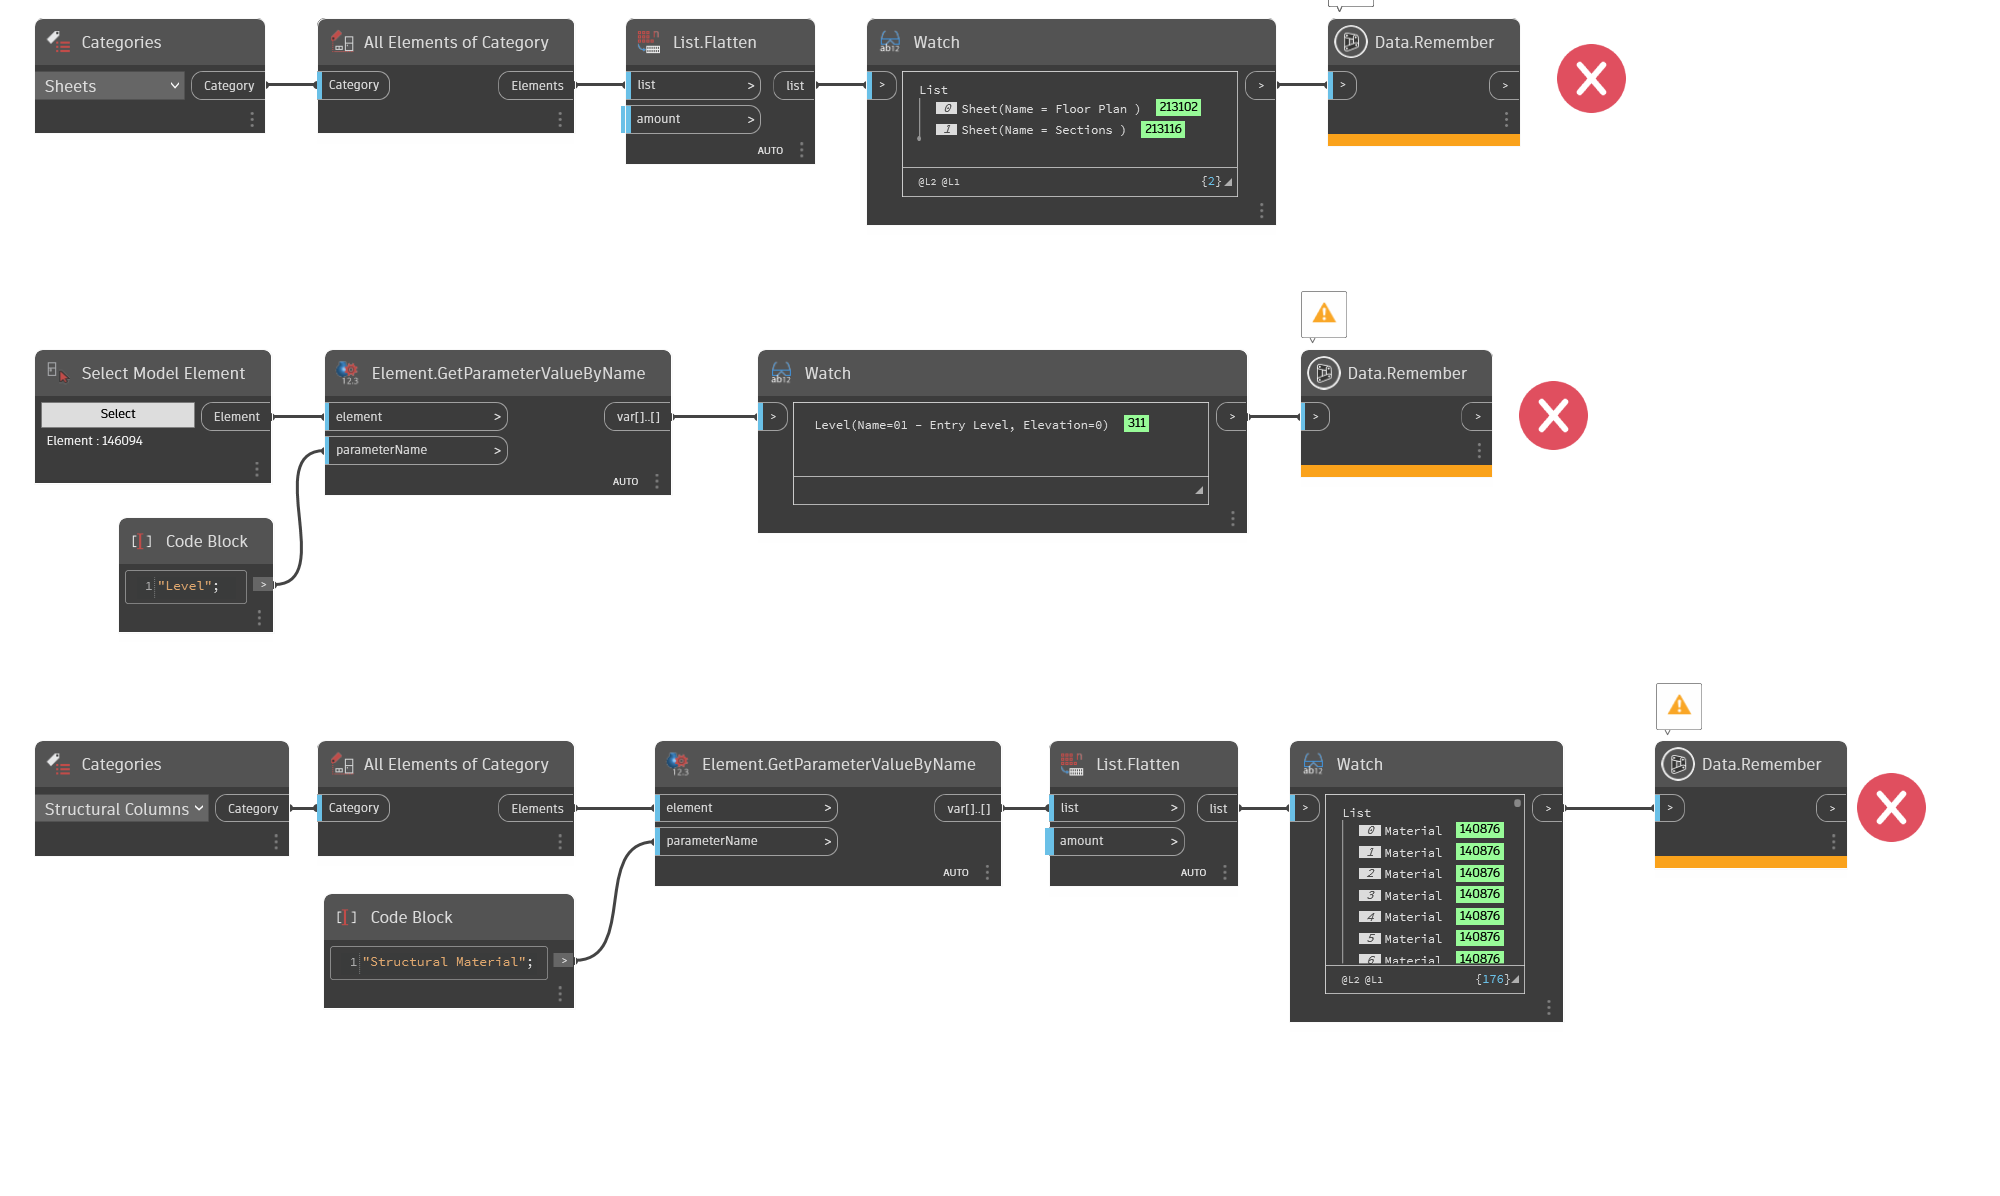 Categories
Sheets
Category
All Elements of Category
Category
Elements
List.Flatten
list >
list
amount >
AUTO
Watch
>
List
0 Sheet(Name = Floor Plan ) 213102
1 Sheet(Name = Sections ) 213116
@L2 @L1
{2}
>
Data.Remember
>
>
Select Model Element
Select
Element
Element : 146094
Element.GetParameterValueByName
element >
var[]..[]
parameterName >
AUTO
Code Block
1 "Level";
>
Watch
>
Level(Name=01 – Entry Level, Elevation=0) 311
>
Data.Remember
>
>
Categories
Structural Columns
Category
All Elements of Category
Category
Elements
Code Block
1 "Structural Material";
>
Element.GetParameterValueByName
element >
var[]..[]
parameterName >
AUTO
List.Flatten
list >
list
amount >
AUTO
Watch
>
List
0 Material 140876
1 Material 140876
2 Material 140876
3 Material 140876
4 Material 140876
5 Material 140876
6 Material 140876
@L2 @L1
{176}
>
Data.Remember
>
>